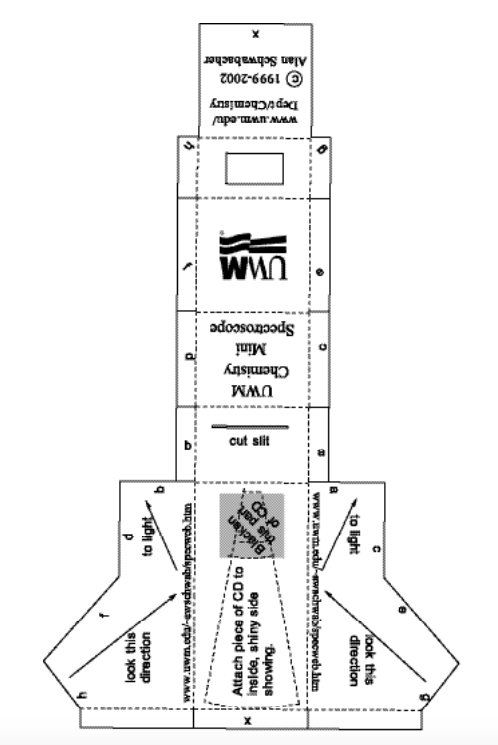 x
Alan Schwabacher
© 1999-2002
Dept/Chemistry
www.uwm.edu/
h
g
UWM
f
e
Spectroscope
Mini
Chemistry
UWM
d
c
cut slit
b
a
b
a
to light
to light
d
c
Blacken
this part
of CD
www.uwm.edu/~awschwab/specweb.htm
www.uwm.edu/~awschwab/specweb.htm
f
e
Attach piece of CD to
inside, shiny side
showing.
look this
direction
look this
direction
h
g
x